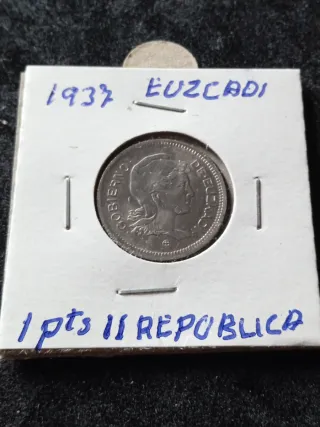 1937 EUZCADI
GOBIERNO DE EUZKADI
1 pts II REPUBLICA